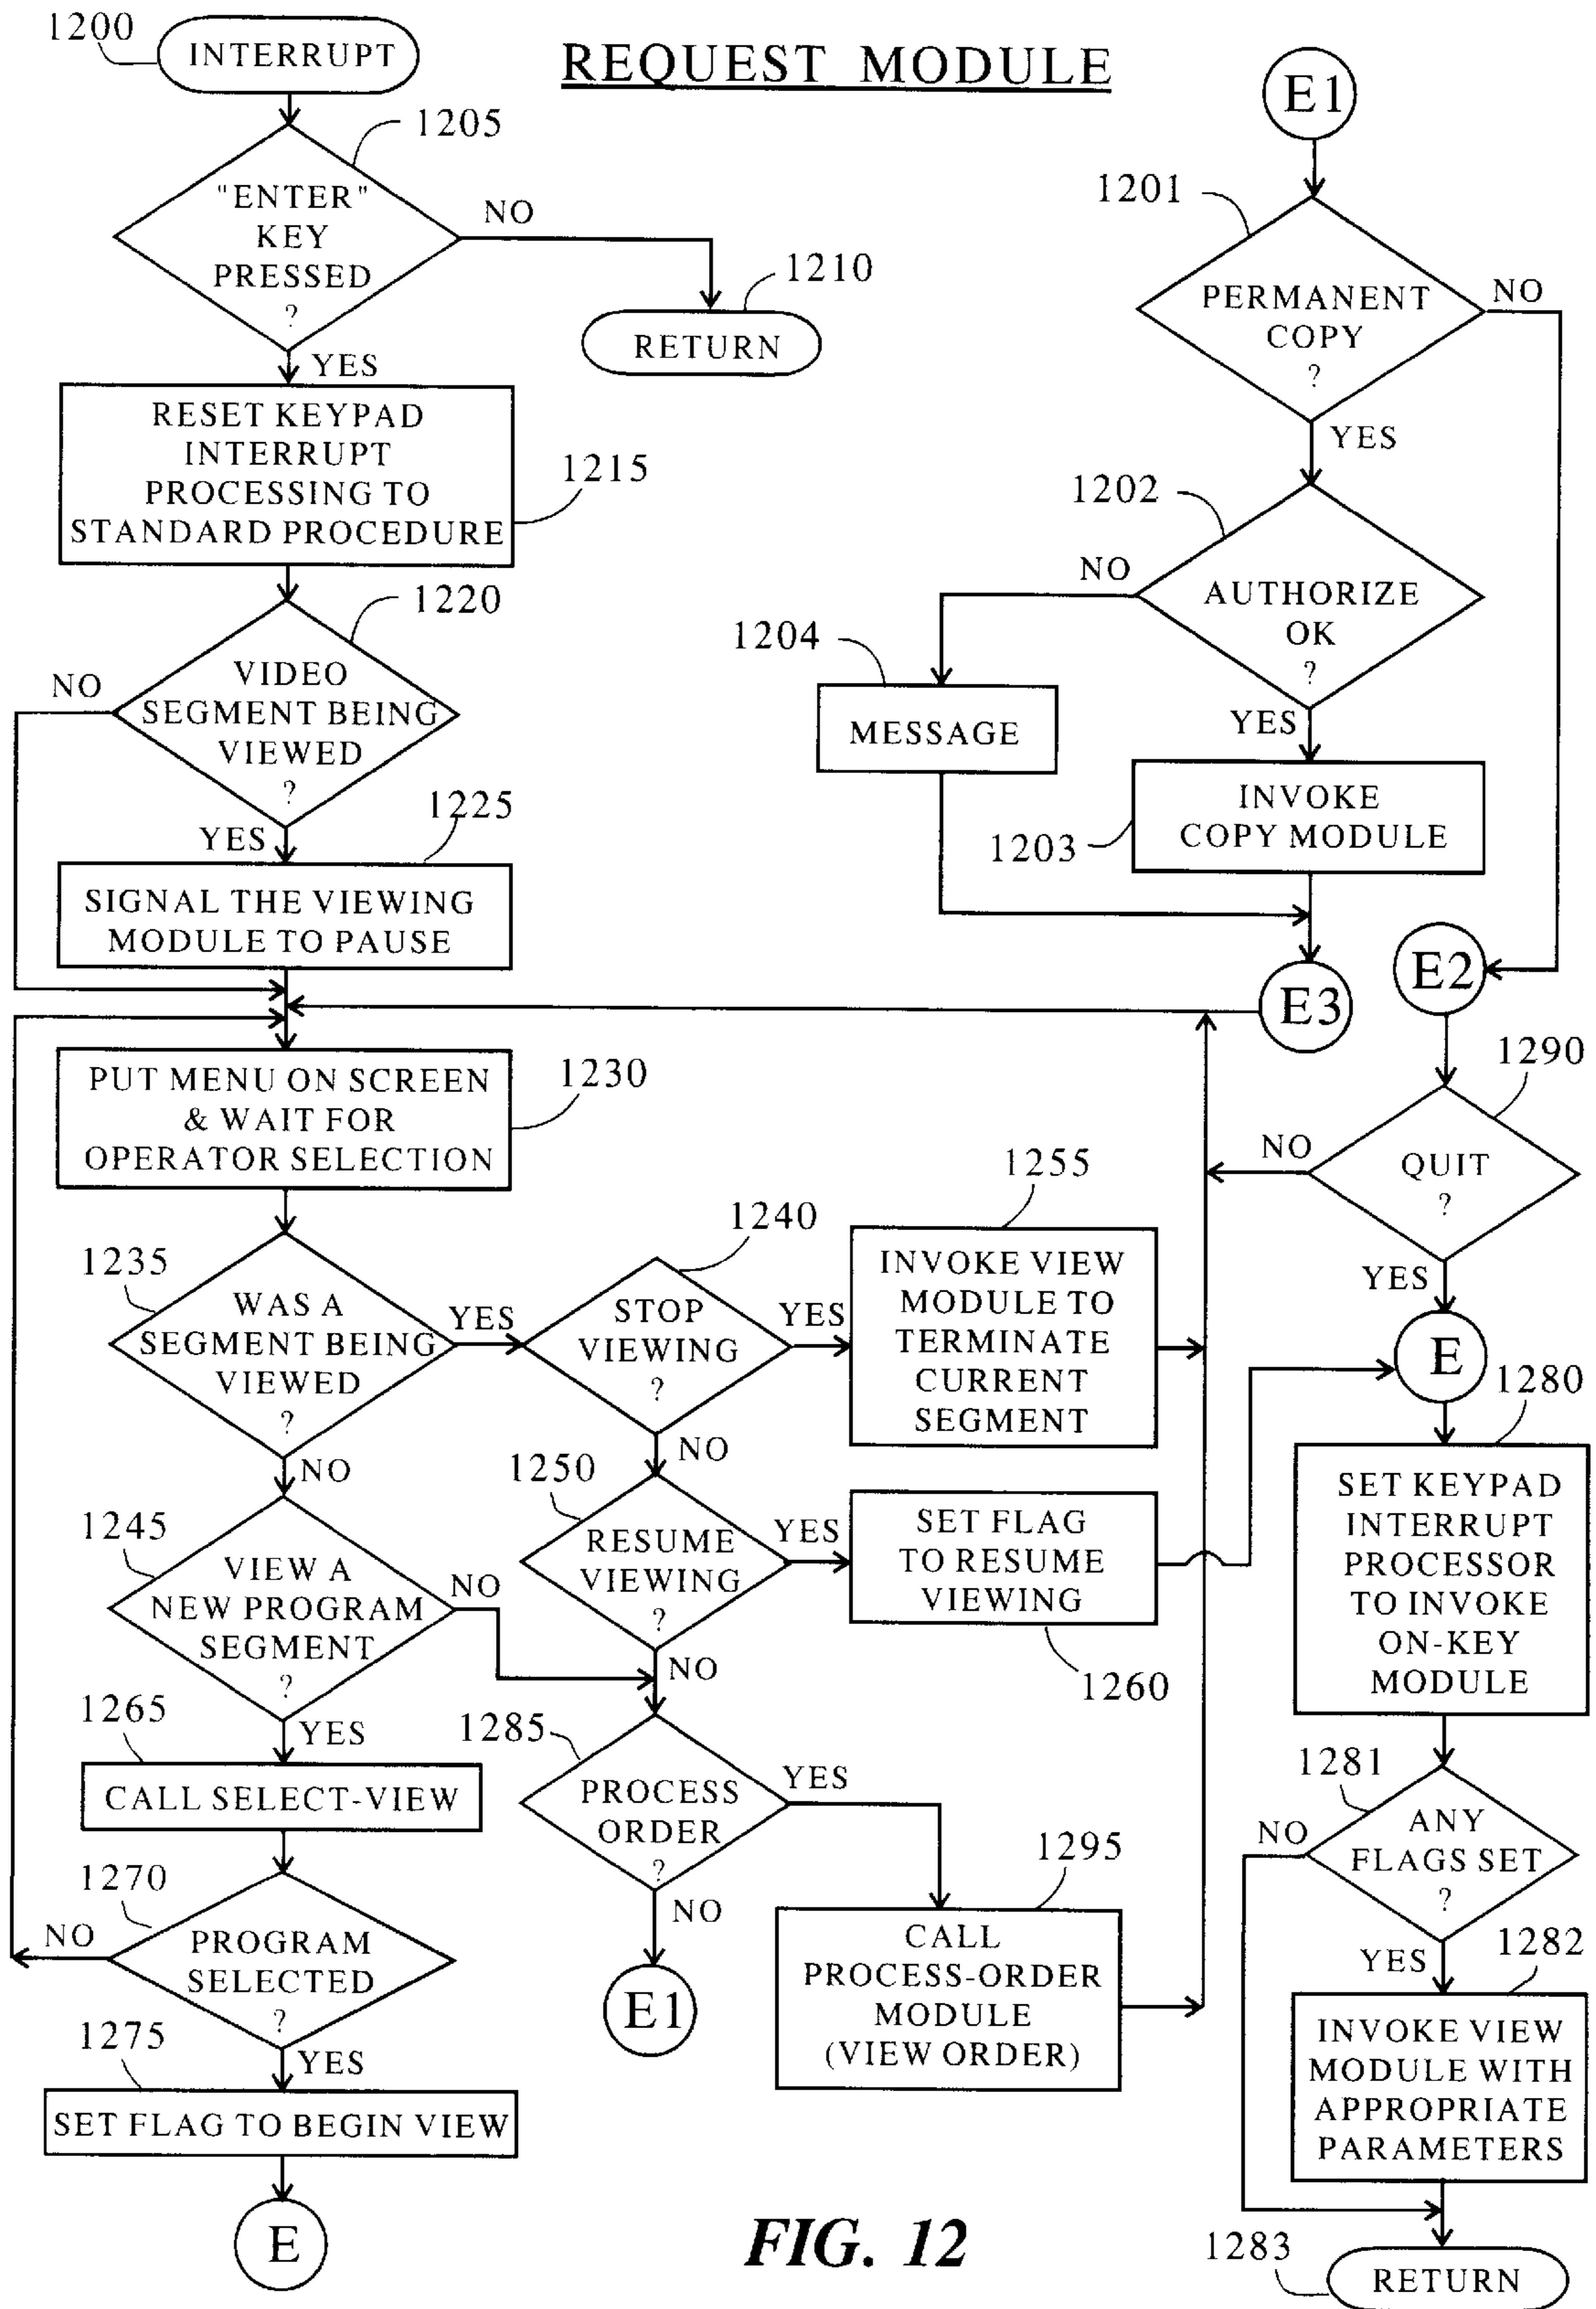 REQUEST MODULE
1200
INTERRUPT
1205
"ENTER"
KEY
PRESSED
?
NO
1210
RETURN
YES
RESET KEYPAD
INTERRUPT
PROCESSING TO
STANDARD PROCEDURE
1215
1220
VIDEO
SEGMENT BEING
VIEWED
?
NO
YES
1225
SIGNAL THE VIEWING
MODULE TO PAUSE
PUT MENU ON SCREEN
& WAIT FOR
OPERATOR SELECTION
1230
1235
WAS A
SEGMENT BEING
VIEWED
?
YES
NO
1240
STOP
VIEWING
?
YES
NO
1255
INVOKE VIEW
MODULE TO
TERMINATE
CURRENT
SEGMENT
1245
VIEW A
NEW PROGRAM
SEGMENT
?
NO
YES
1250
RESUME
VIEWING
?
YES
NO
SET FLAG
TO RESUME
VIEWING
1260
1265
CALL SELECT-VIEW
1270
PROGRAM
SELECTED
?
NO
YES
1275
SET FLAG TO BEGIN VIEW
E
1285
PROCESS
ORDER
?
YES
NO
E1
1295
CALL
PROCESS-ORDER
MODULE
(VIEW ORDER)
E1
1201
PERMANENT
COPY
?
NO
YES
1202
AUTHORIZE
OK
?
NO
YES
1204
MESSAGE
1203
INVOKE
COPY MODULE
E3
E2
1290
QUIT
?
NO
YES
E
1280
SET KEYPAD
INTERRUPT
PROCESSOR
TO INVOKE
ON-KEY
MODULE
1281
ANY
FLAGS SET
?
NO
YES
1282
INVOKE VIEW
MODULE WITH
APPROPRIATE
PARAMETERS
1283
RETURN
FIG. 12